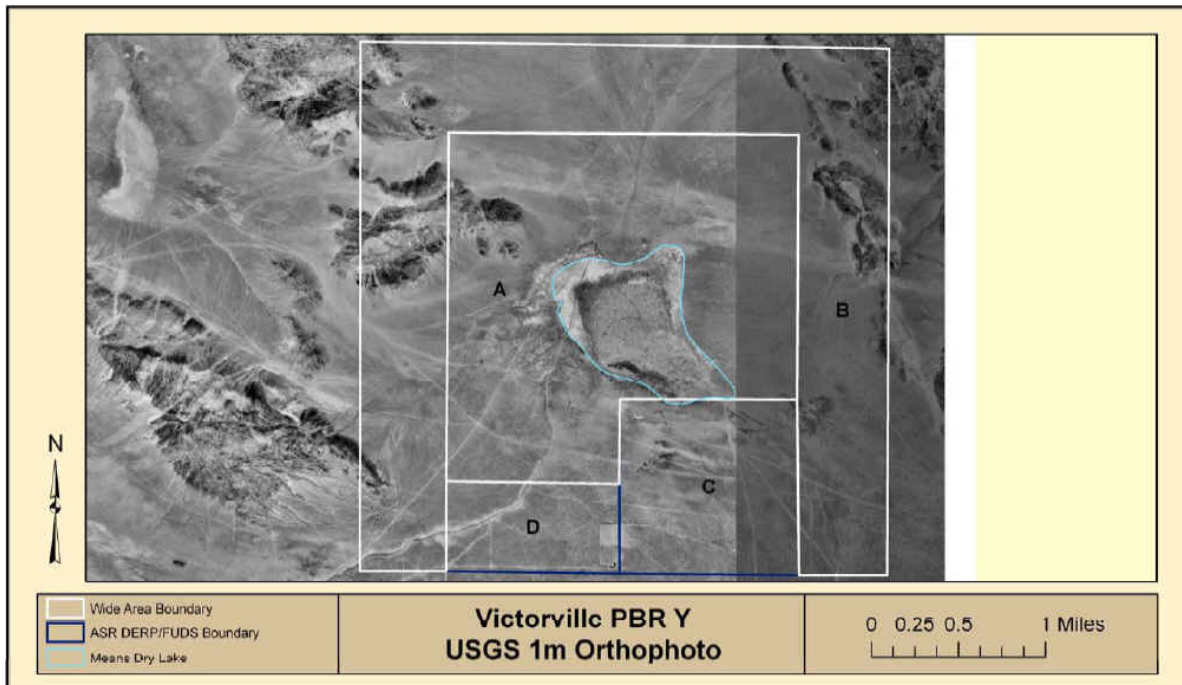 A
B
C
D
N
Wide Area Boundary
ASR DERP/FUDS Boundary
Means Dry Lake
Victorville PBR Y
USGS 1m Orthophoto
0 0.25 0.5 1 Miles